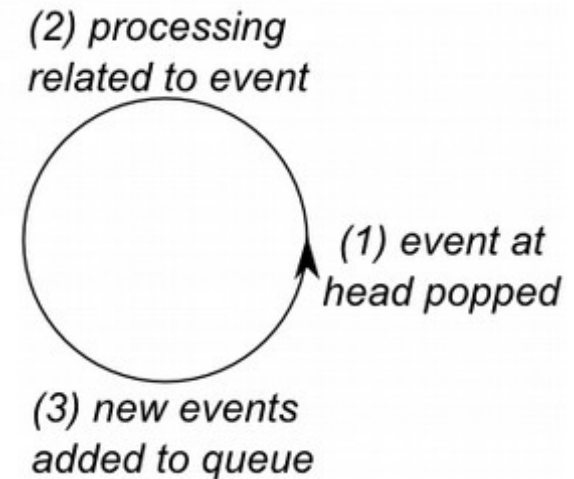 (2) processing
related to event
(1) event at
head popped
(3) new events
added to queue